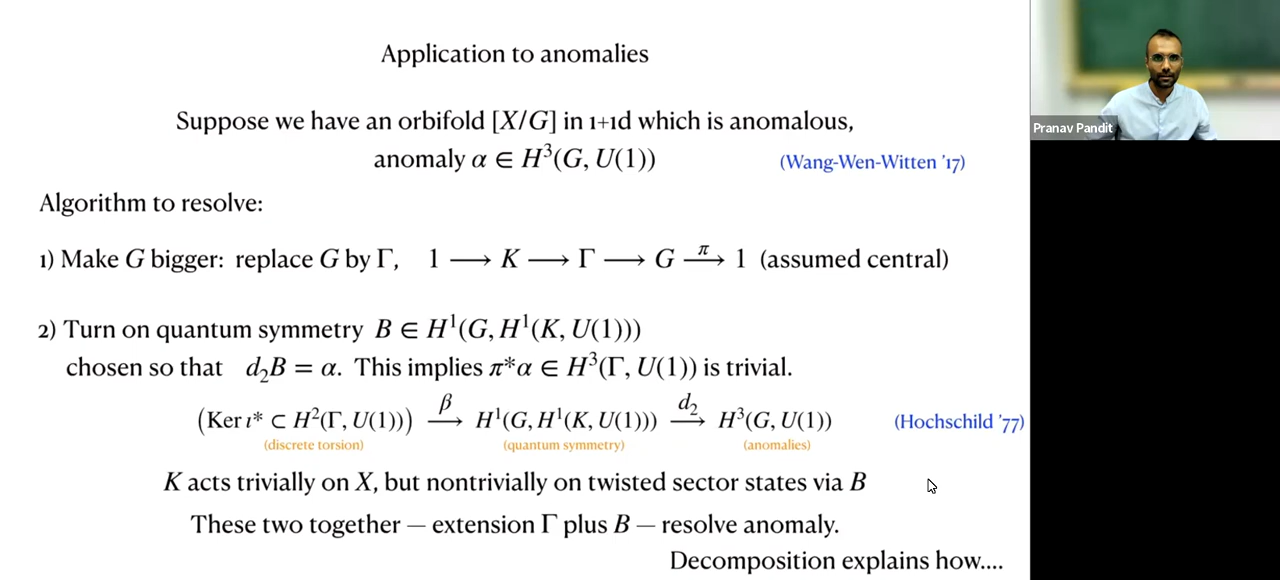 Application to anomalies
Suppose we have an orbifold [X/G] in 1+1d which is anomalous,
anomaly α ∈ H³(G, U(1)) (Wang-Wen-Witten '17)
Algorithm to resolve:
1) Make G bigger: replace G by Γ, 1 ⟶ K ⟶ Γ ⟶ G —π→ 1 (assumed central)
2) Turn on quantum symmetry B ∈ H¹(G, H¹(K, U(1)))
chosen so that d₂B = α. This implies π*α ∈ H³(Γ, U(1)) is trivial.
(Ker ι* ⊂ H²(Γ, U(1))) —β→ H¹(G, H¹(K, U(1))) —d₂→ H³(G, U(1)) (Hochschild '77)
(discrete torsion) (quantum symmetry) (anomalies)
K acts trivially on X, but nontrivially on twisted sector states via B
These two together — extension Γ plus B — resolve anomaly.
Decomposition explains how....
Pranav Pandit